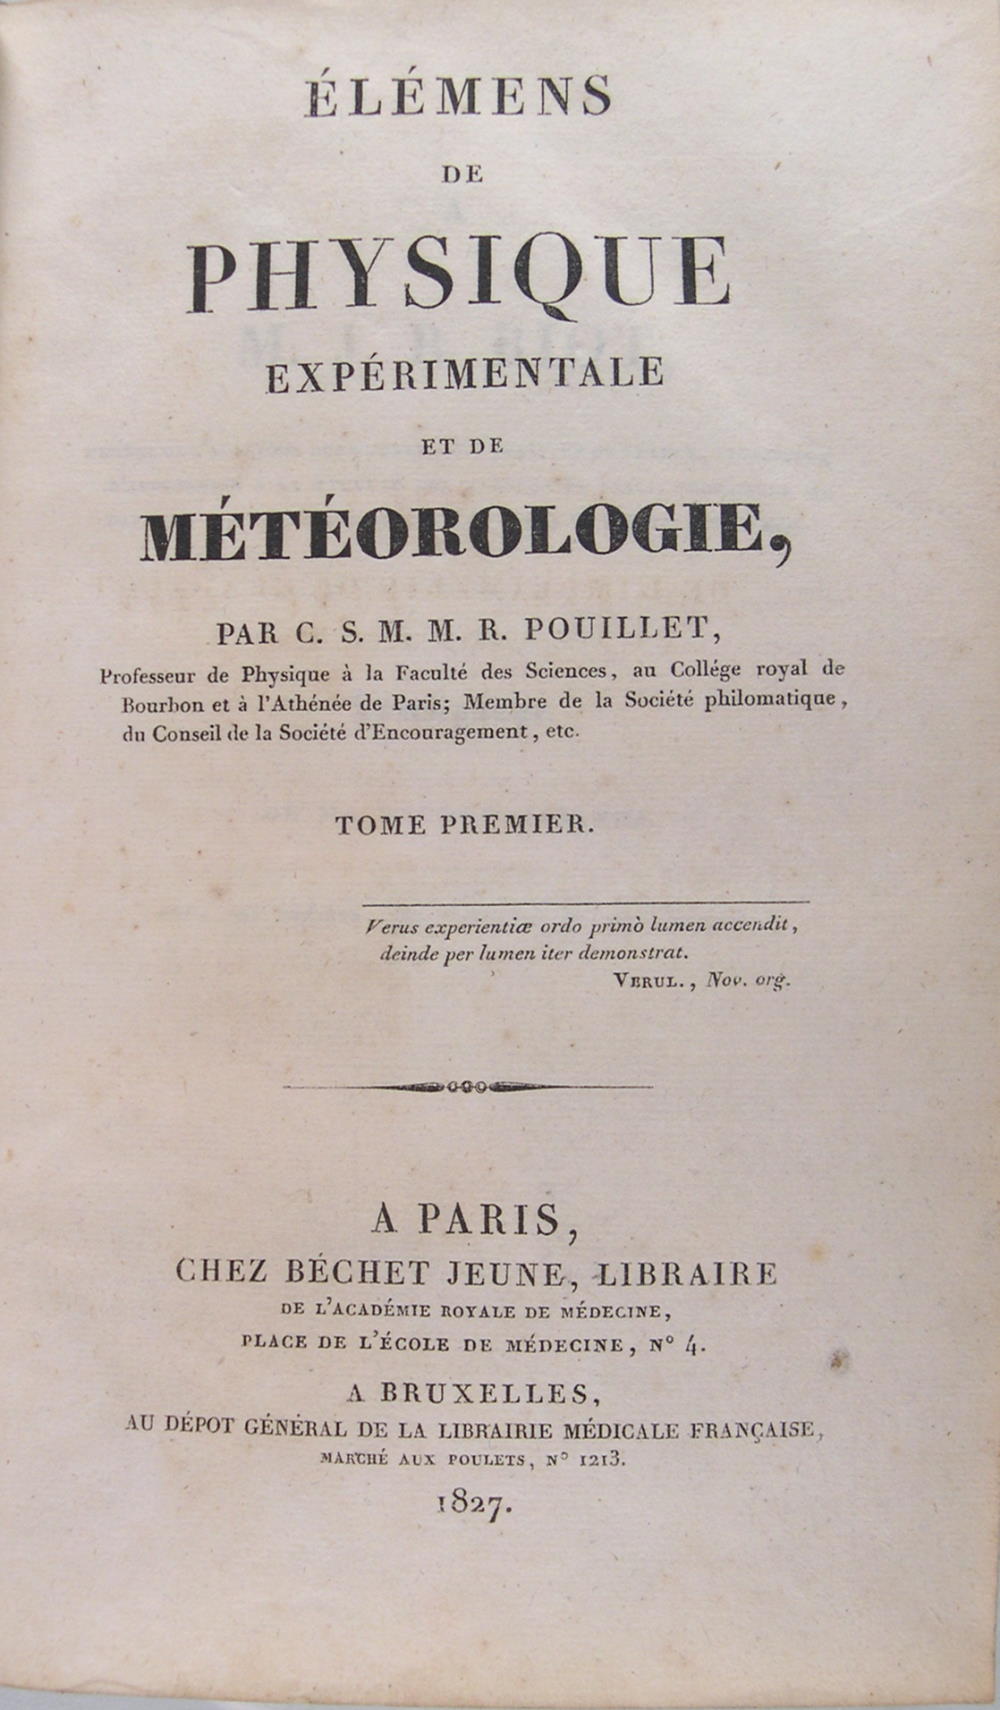 ÉLÉMENS
DE
PHYSIQUE
EXPÉRIMENTALE
ET DE
MÉTÉOROLOGIE,
PAR C. S. M. M. R. POUILLET,
Professeur de Physique à la Faculté des Sciences, au Collége royal de
Bourbon et à l'Athénée de Paris; Membre de la Société philomatique,
du Conseil de la Société d'Encouragement, etc.
TOME PREMIER.
Verus experientiæ ordo primò lumen accendit,
deinde per lumen iter demonstrat.
VERUL., Nov. org.
A PARIS,
CHEZ BÉCHET JEUNE, LIBRAIRE
DE L'ACADÉMIE ROYALE DE MÉDECINE,
PLACE DE L'ÉCOLE DE MÉDECINE, N° 4.
A BRUXELLES,
AU DÉPOT GÉNÉRAL DE LA LIBRAIRIE MÉDICALE FRANÇAISE,
MARCHÉ AUX POULETS, N° 1213.
1827.